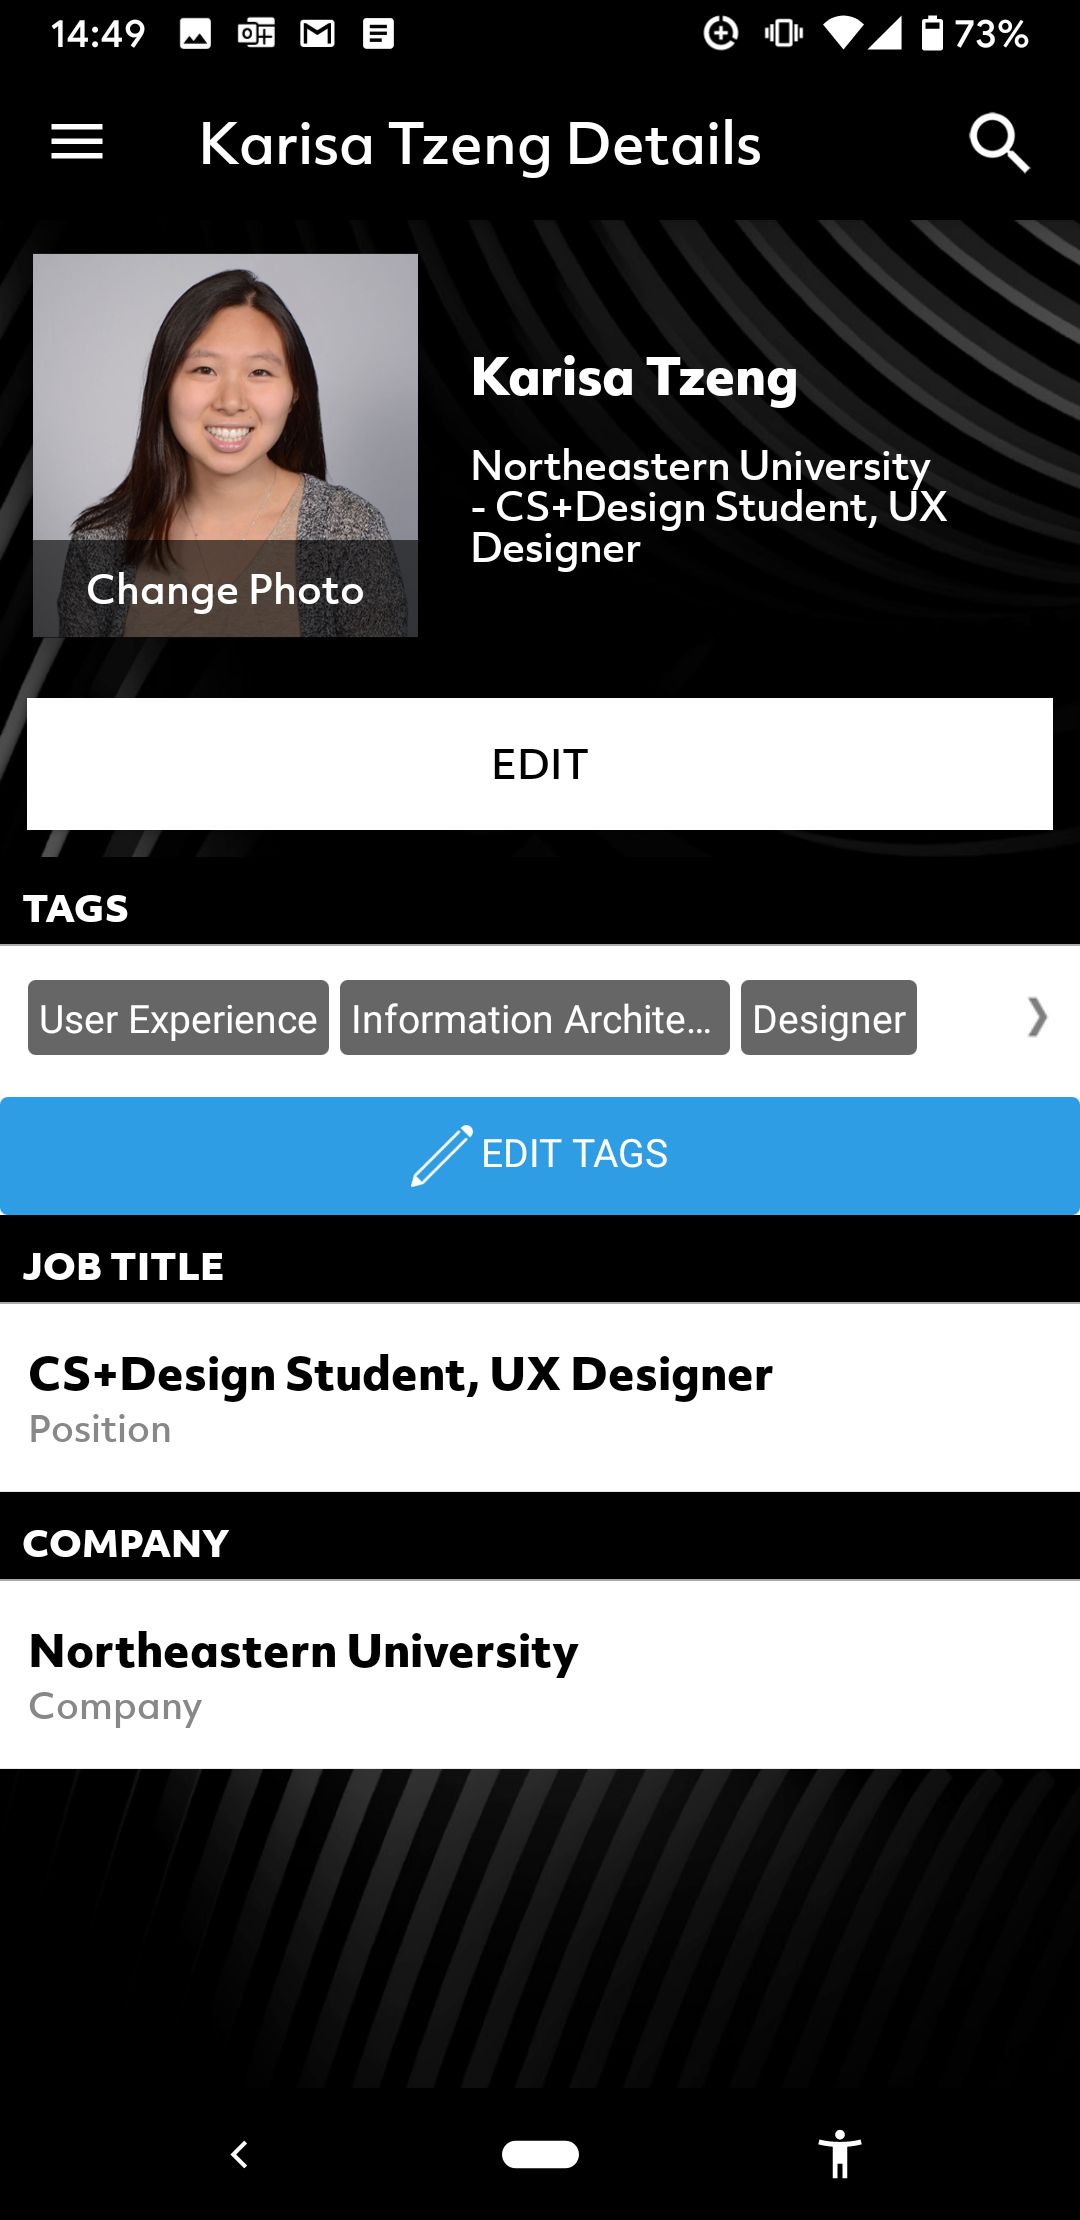 14:49
73%
Karisa Tzeng Details
Karisa Tzeng
Northeastern University
- CS+Design Student, UX
Designer
Change Photo
EDIT
TAGS
User Experience Information Archite... Designer
EDIT TAGS
JOB TITLE
CS+Design Student, UX Designer
Position
COMPANY
Northeastern University
Company